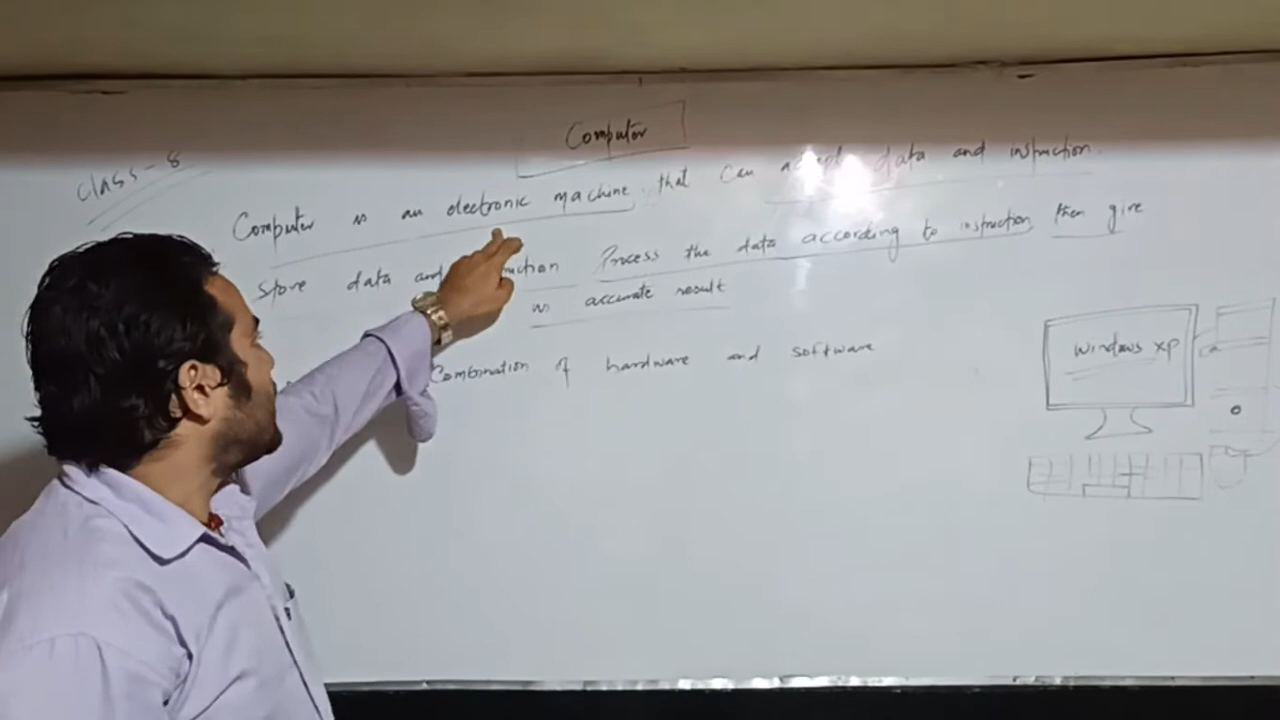 Computer
Class-8
Computer is an electronic machine that can data and instruction.
store data and Process the data according to instruction then give
us accurate result
Combination of hardware and software
windows xp